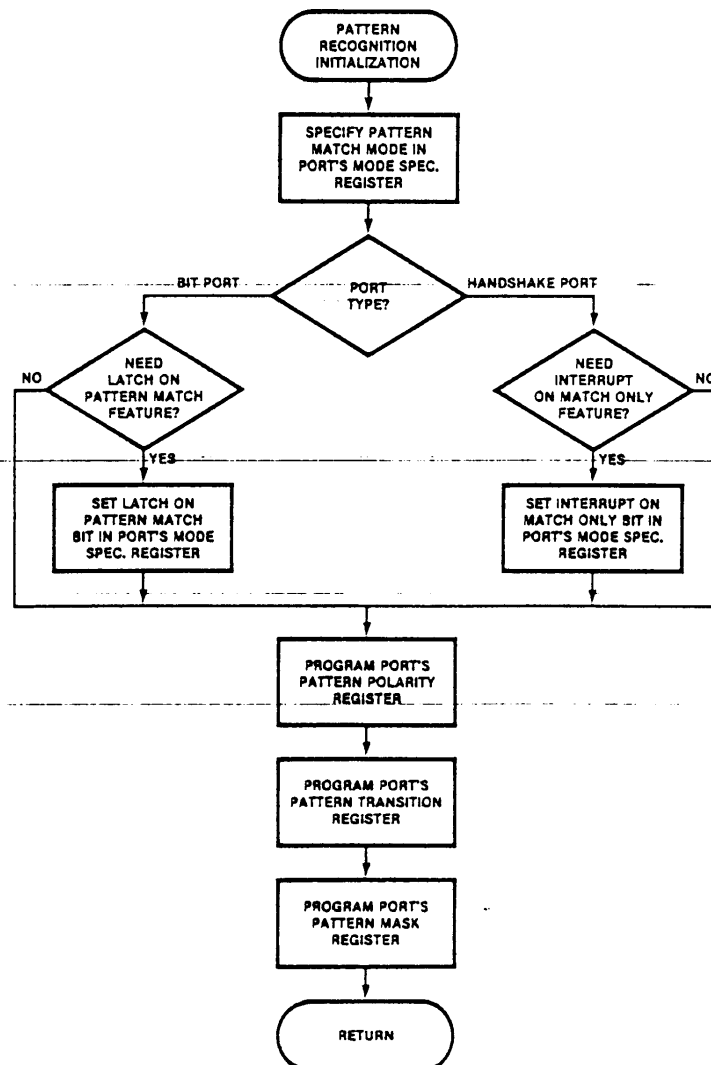 PATTERN
RECOGNITION
INITIALIZATION
SPECIFY PATTERN
MATCH MODE IN
PORT'S MODE SPEC.
REGISTER
BIT PORT
PORT
TYPE?
HANDSHAKE PORT
NO
NEED
LATCH ON
PATTERN MATCH
FEATURE?
NEED
INTERRUPT
ON MATCH ONLY
FEATURE?
NO
YES
YES
SET LATCH ON
PATTERN MATCH
BIT IN PORT'S MODE
SPEC. REGISTER
SET INTERRUPT ON
MATCH ONLY BIT IN
PORT'S MODE SPEC.
REGISTER
PROGRAM PORT'S
PATTERN POLARITY
REGISTER
PROGRAM PORT'S
PATTERN TRANSITION
REGISTER
PROGRAM PORT'S
PATTERN MASK
REGISTER
RETURN